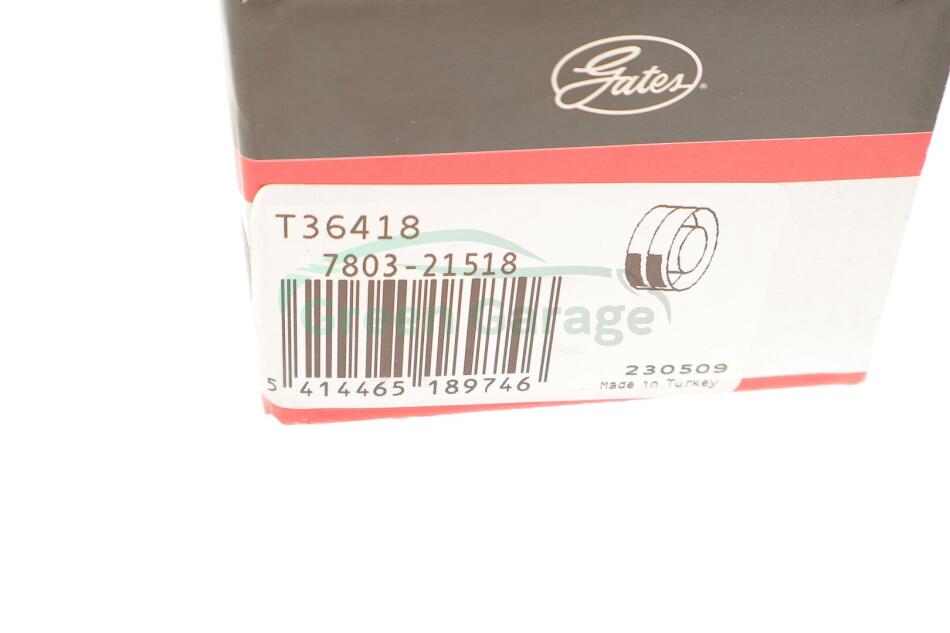 Gates®
T36418
7803-21518
Green Garage
5 414465 189746
230509
Made in Turkey